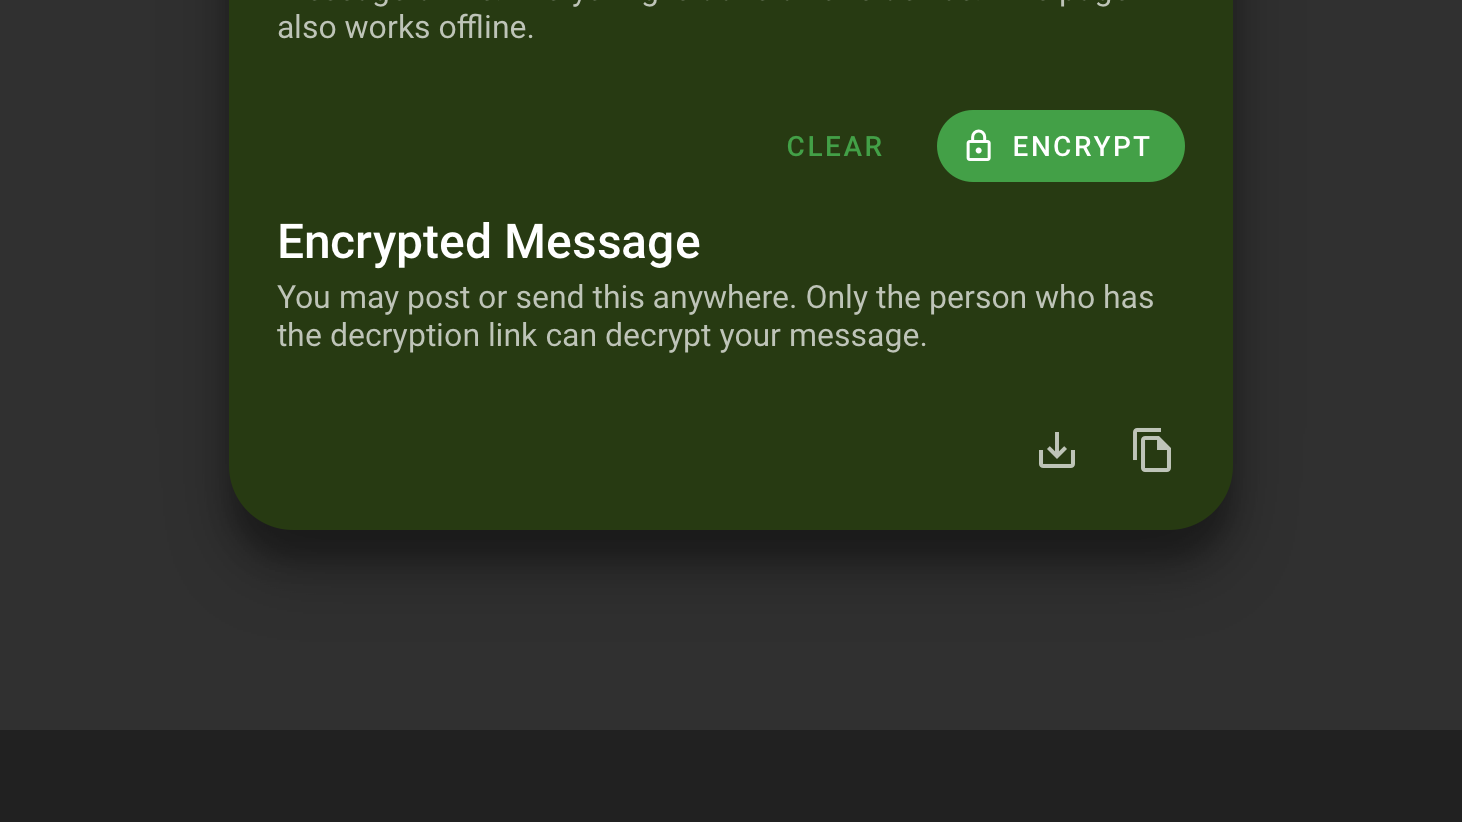 also works offline.
CLEAR
ENCRYPT
Encrypted Message
You may post or send this anywhere. Only the person who has
the decryption link can decrypt your message.